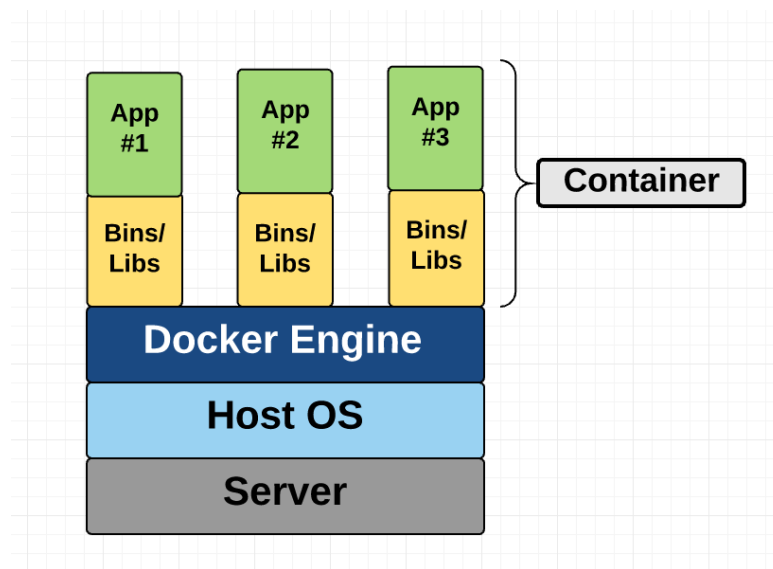 App
#1
App
#2
App
#3
Container
Bins/
Libs
Bins/
Libs
Bins/
Libs
Docker Engine
Host OS
Server